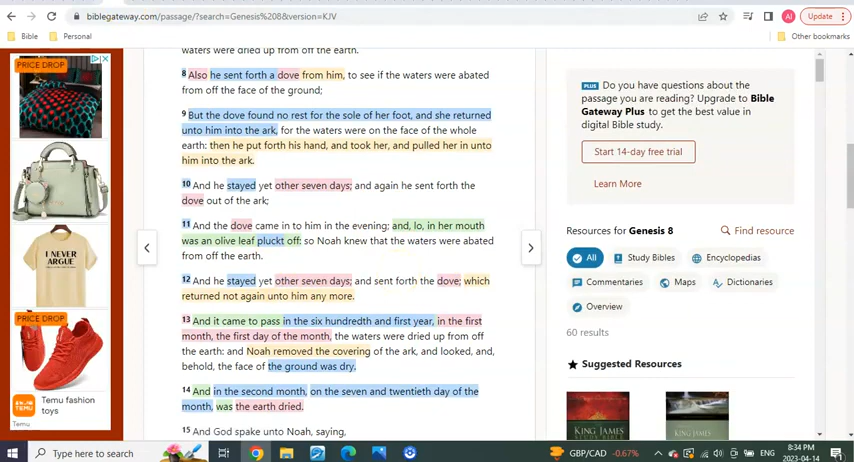 biblegateway.com/passage/?search=Genesis%208&version=KJV
AI
Update
Bible
Personal
Other bookmarks
PRICE DROP
I NEVER
ARGUE
PRICE DROP
Temu fashion
toys
Temu
waters were dried up from off the earth.
8 Also he sent forth a dove from him, to see if the waters were abated
from off the face of the ground;
9 But the dove found no rest for the sole of her foot, and she returned
unto him into the ark, for the waters were on the face of the whole
earth: then he put forth his hand, and took her, and pulled her in unto
him into the ark.
10 And he stayed yet other seven days; and again he sent forth the
dove out of the ark;
11 And the dove came in to him in the evening; and, lo, in her mouth
was an olive leaf pluckt off: so Noah knew that the waters were abated
from off the earth.
12 And he stayed yet other seven days; and sent forth the dove; which
returned not again unto him any more.
13 And it came to pass in the six hundredth and first year, in the first
month, the first day of the month, the waters were dried up from off
the earth: and Noah removed the covering of the ark, and looked, and,
behold, the face of the ground was dry.
14 And in the second month, on the seven and twentieth day of the
month, was the earth dried.
15 And God spake unto Noah, saying,
PLUS Do you have questions about the
passage you are reading? Upgrade to Bible
Gateway Plus to get the best value in
digital Bible study.
Start 14-day free trial
Learn More
Resources for Genesis 8
Find resource
All
Study Bibles
Encyclopedias
Commentaries
Maps
Dictionaries
Overview
60 results
Suggested Resources
KING JAMES
KING JAMES
Type here to search
GBP/CAD -0.67%
ENG
8:34 PM
2023-04-14